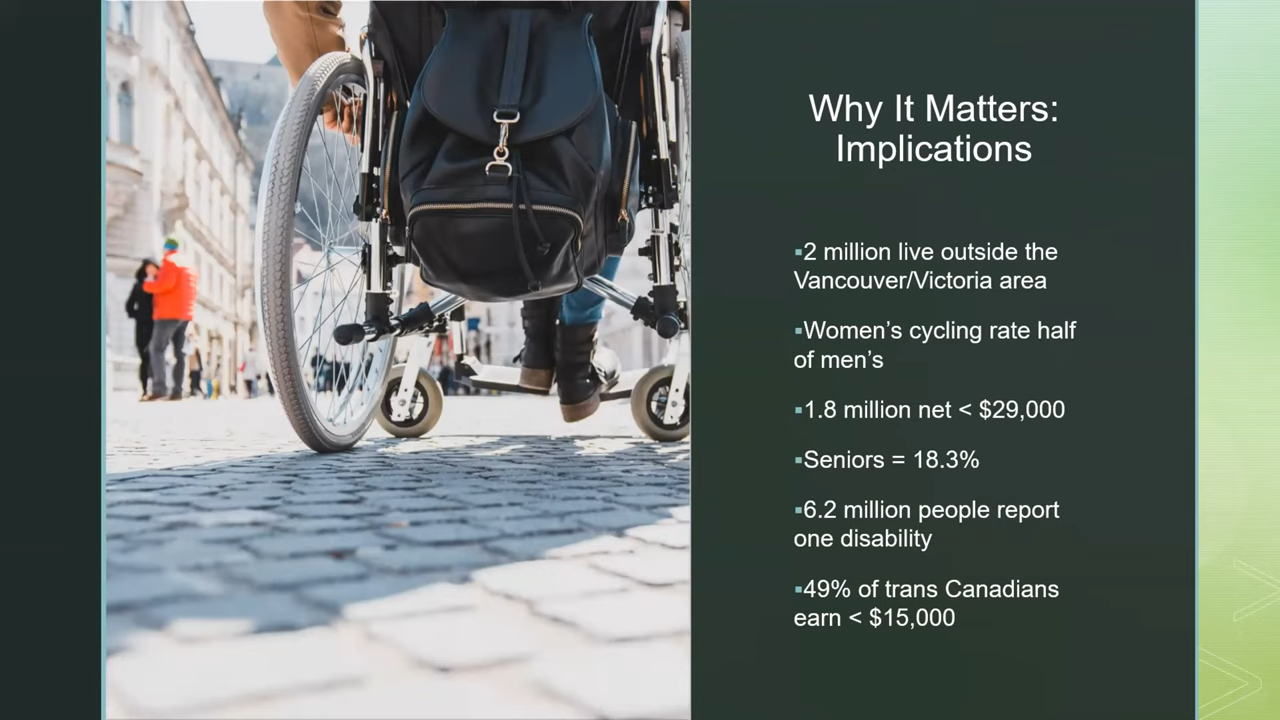 Why It Matters:
Implications
▪2 million live outside the
Vancouver/Victoria area
▪Women’s cycling rate half
of men’s
▪1.8 million net < $29,000
▪Seniors = 18.3%
▪6.2 million people report
one disability
▪49% of trans Canadians
earn < $15,000